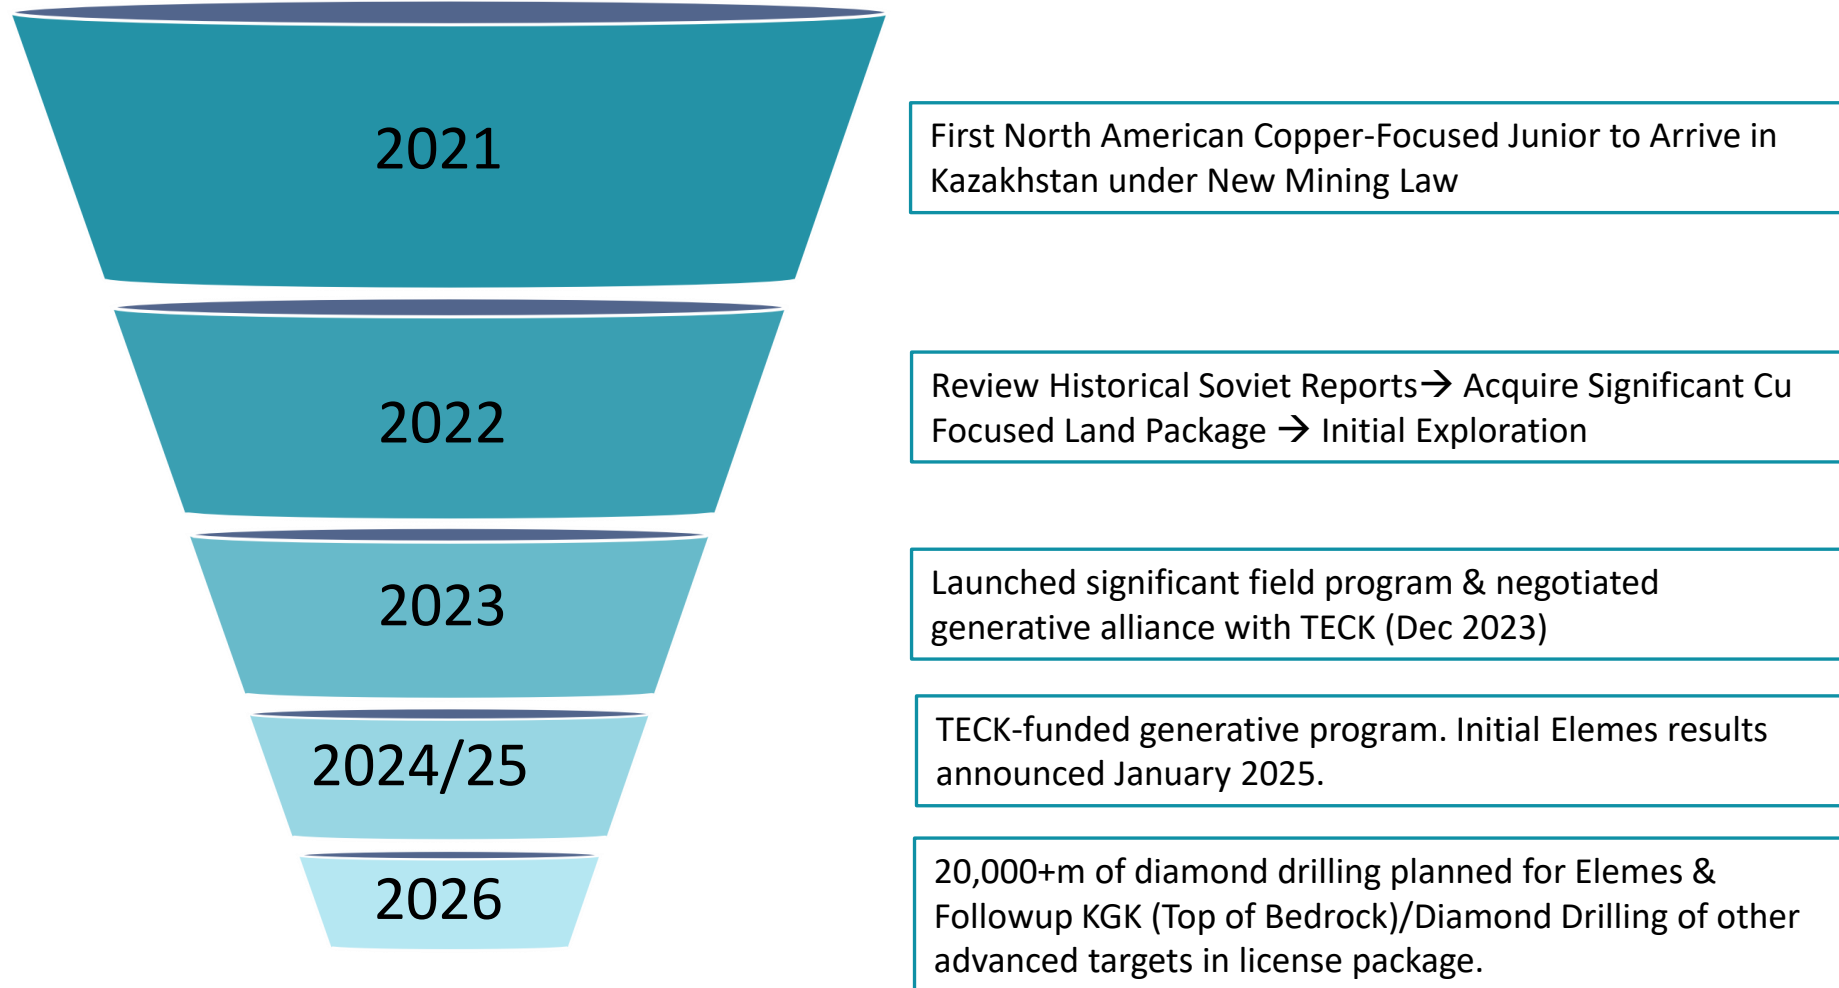 2021
First North American Copper-Focused Junior to Arrive in
Kazakhstan under New Mining Law
2022
Review Historical Soviet Reports→ Acquire Significant Cu
Focused Land Package → Initial Exploration
2023
Launched significant field program & negotiated
generative alliance with TECK (Dec 2023)
2024/25
TECK-funded generative program. Initial Elemes results
announced January 2025.
2026
20,000+m of diamond drilling planned for Elemes &
Followup KGK (Top of Bedrock)/Diamond Drilling of other
advanced targets in license package.